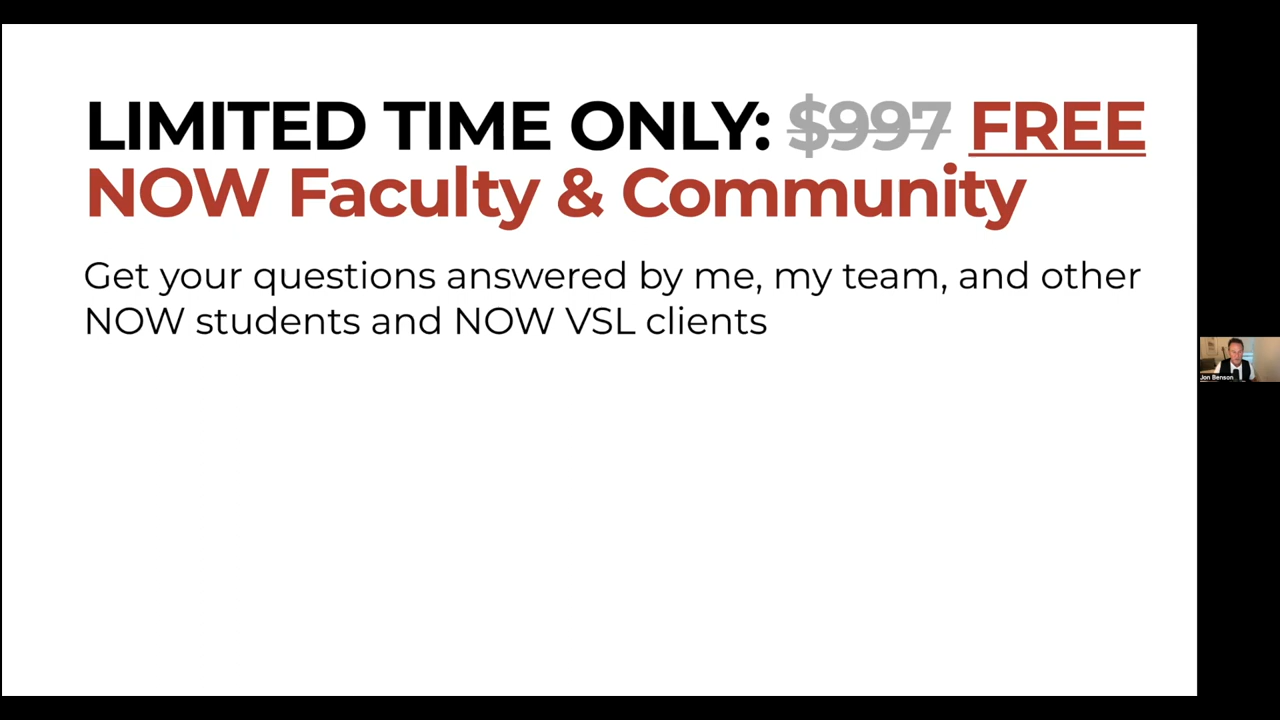 LIMITED TIME ONLY: $997 FREE
NOW Faculty & Community
Get your questions answered by me, my team, and other
NOW students and NOW VSL clients
Jon Benson